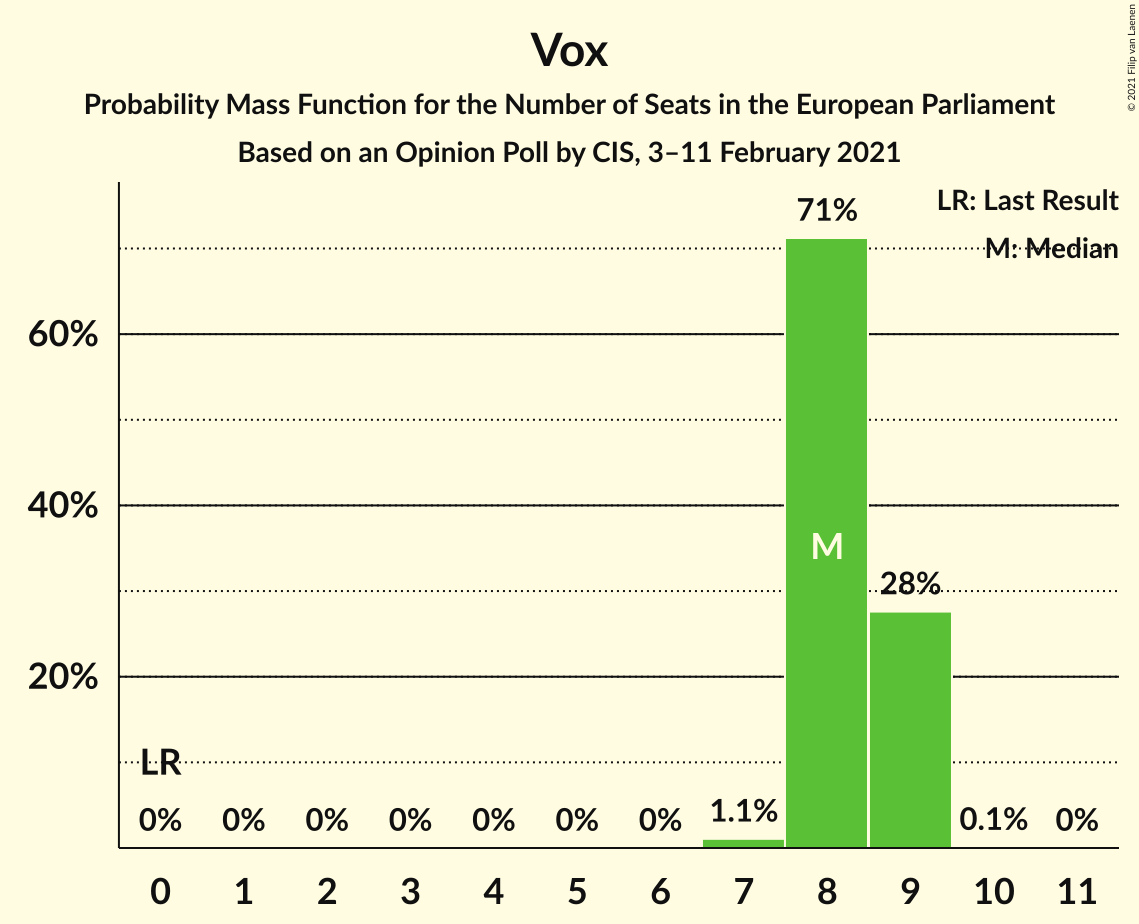 Vox
Probability Mass Function for the Number of Seats in the European Parliament
Based on an Opinion Poll by CIS, 3–11 February 2021
© 2021 Filip van Laenen
LR: Last Result
M: Median
71%
60%
40%
M
28%
20%
LR
0% 0% 0% 0% 0% 0% 0% 1.1% 0.1% 0%
0 1 2 3 4 5 6 7 8 9 10 11